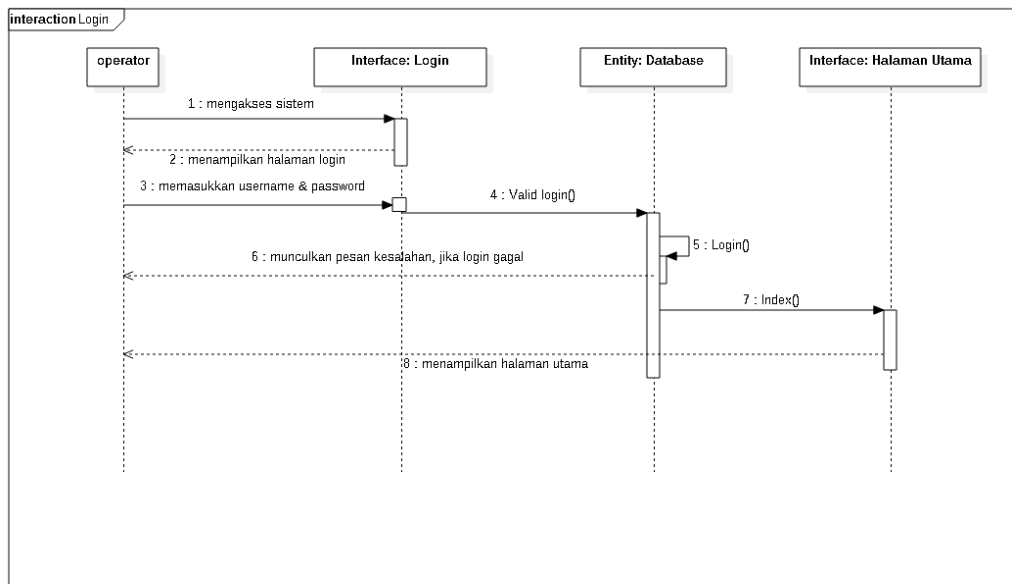 interaction Login
operator
Interface: Login
Entity: Database
Interface: Halaman Utama
1 : mengakses sistem
2 : menampilkan halaman login
3 : memasukkan username & password
4 : Valid login()
5 : Login()
6 : munculkan pesan kesalahan, jika login gagal
7 : Index()
8 : menampilkan halaman utama